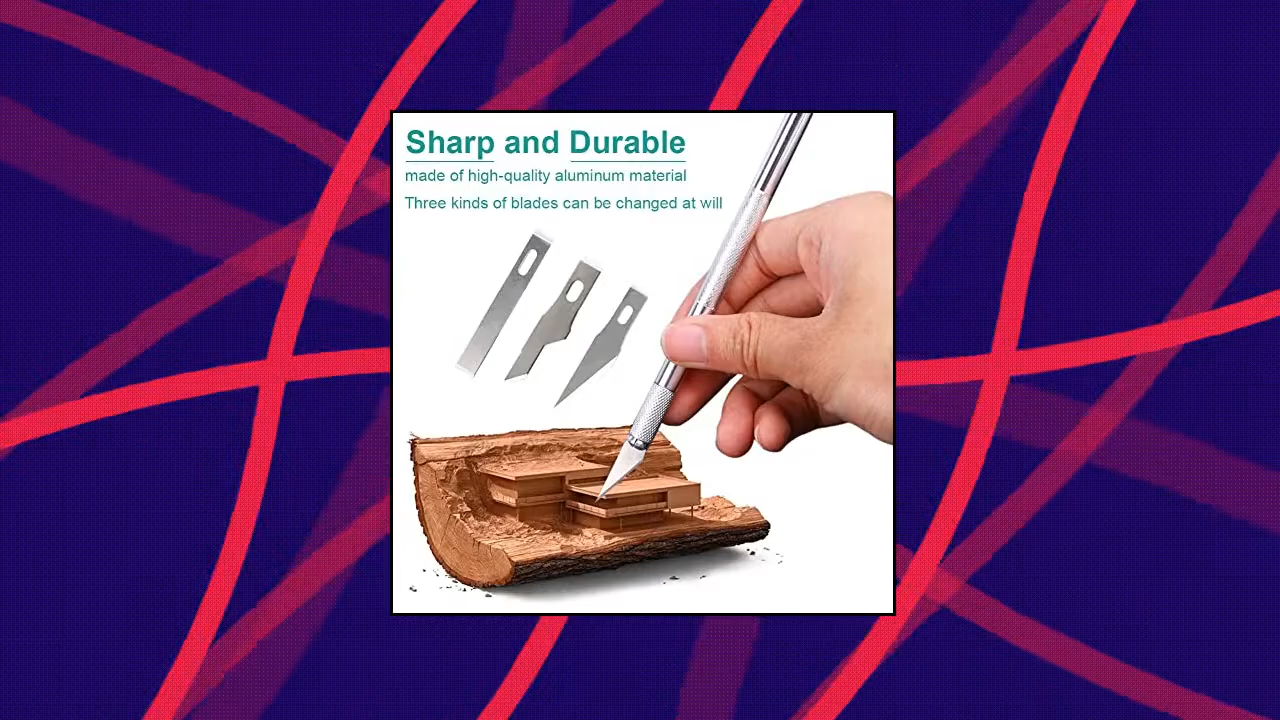 Sharp and Durable
made of high-quality aluminum material
Three kinds of blades can be changed at will